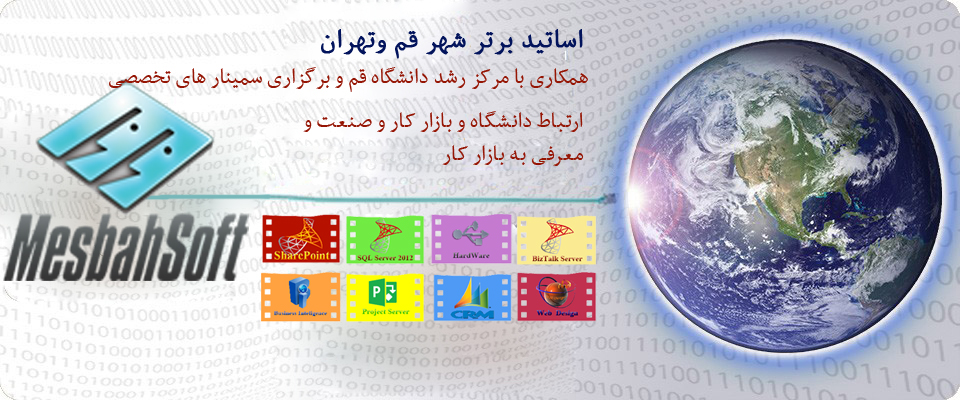 اساتید برتر شهر قم وتهران
همکاری با مرکز رشد دانشگاه قم و برگزاری سمینار های تخصصی
ارتباط دانشگاه و بازار کار و صنعت و
معرفی به بازار کار
MesbahSoft
SharePoint
SQL Server 2012
HardWare
BizTalk Server
Business Inteligence
Project Server
CRM
Web Design